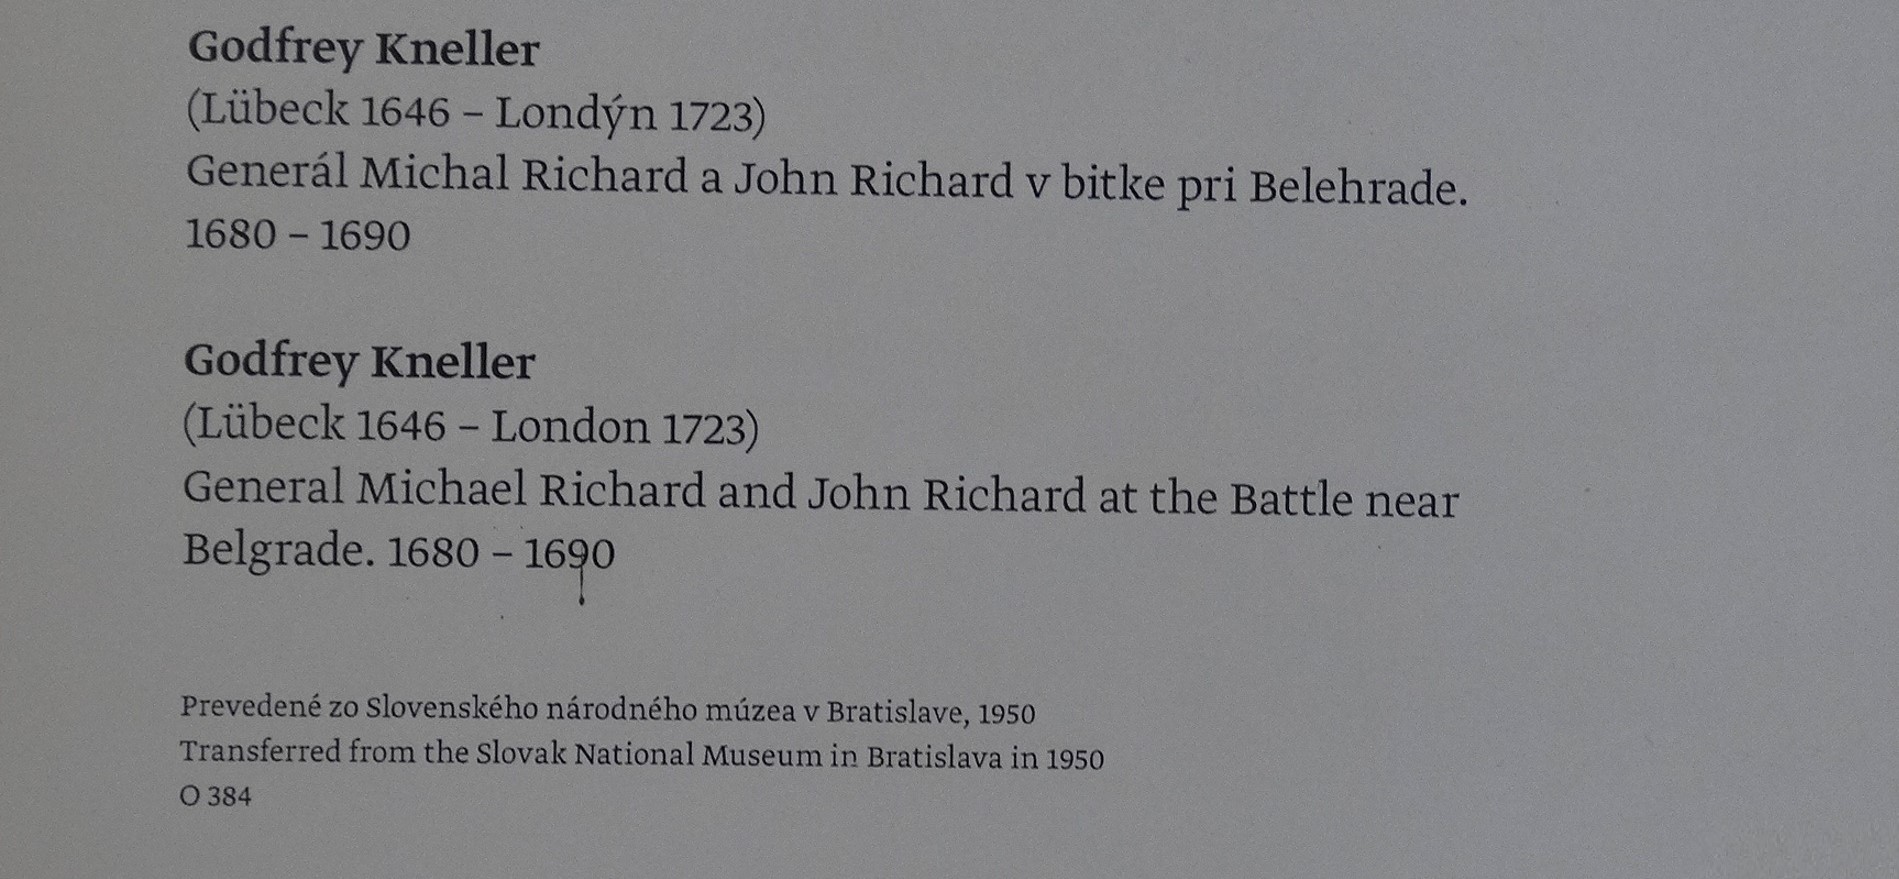 Godfrey Kneller
(Lübeck 1646 – Londýn 1723)
Generál Michal Richard a John Richard v bitke pri Belehrade.
1680 – 1690
Godfrey Kneller
(Lübeck 1646 – London 1723)
General Michael Richard and John Richard at the Battle near
Belgrade. 1680 – 1690
Prevedené zo Slovenského národného múzea v Bratislave, 1950
Transferred from the Slovak National Museum in Bratislava in 1950
O 384